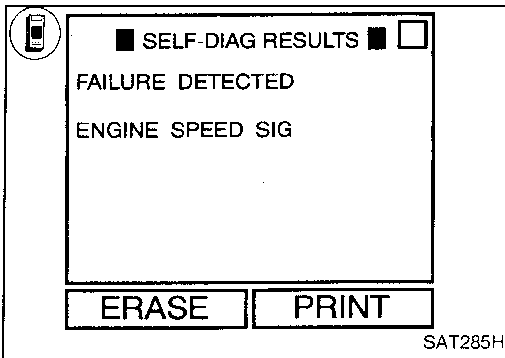 ■ SELF-DIAG RESULTS ■ □
FAILURE DETECTED
ENGINE SPEED SIG
ERASE PRINT
SAT285H